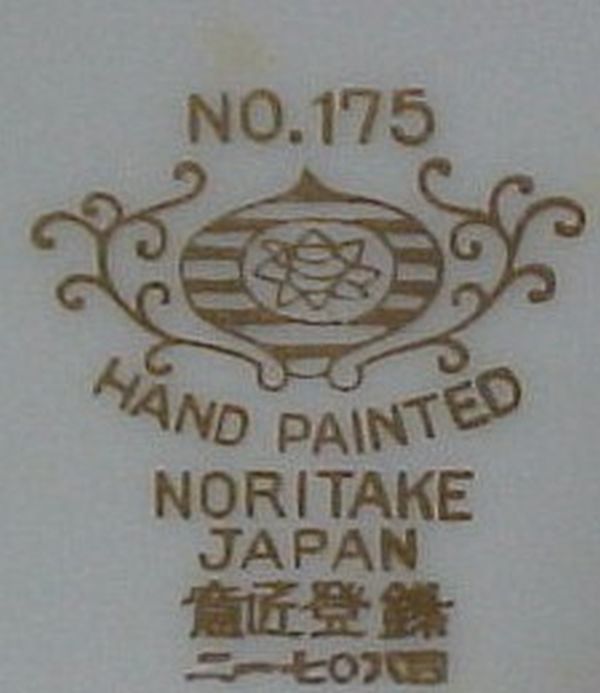 NO.175
HAND PAINTED
NORITAKE
JAPAN
意匠登録